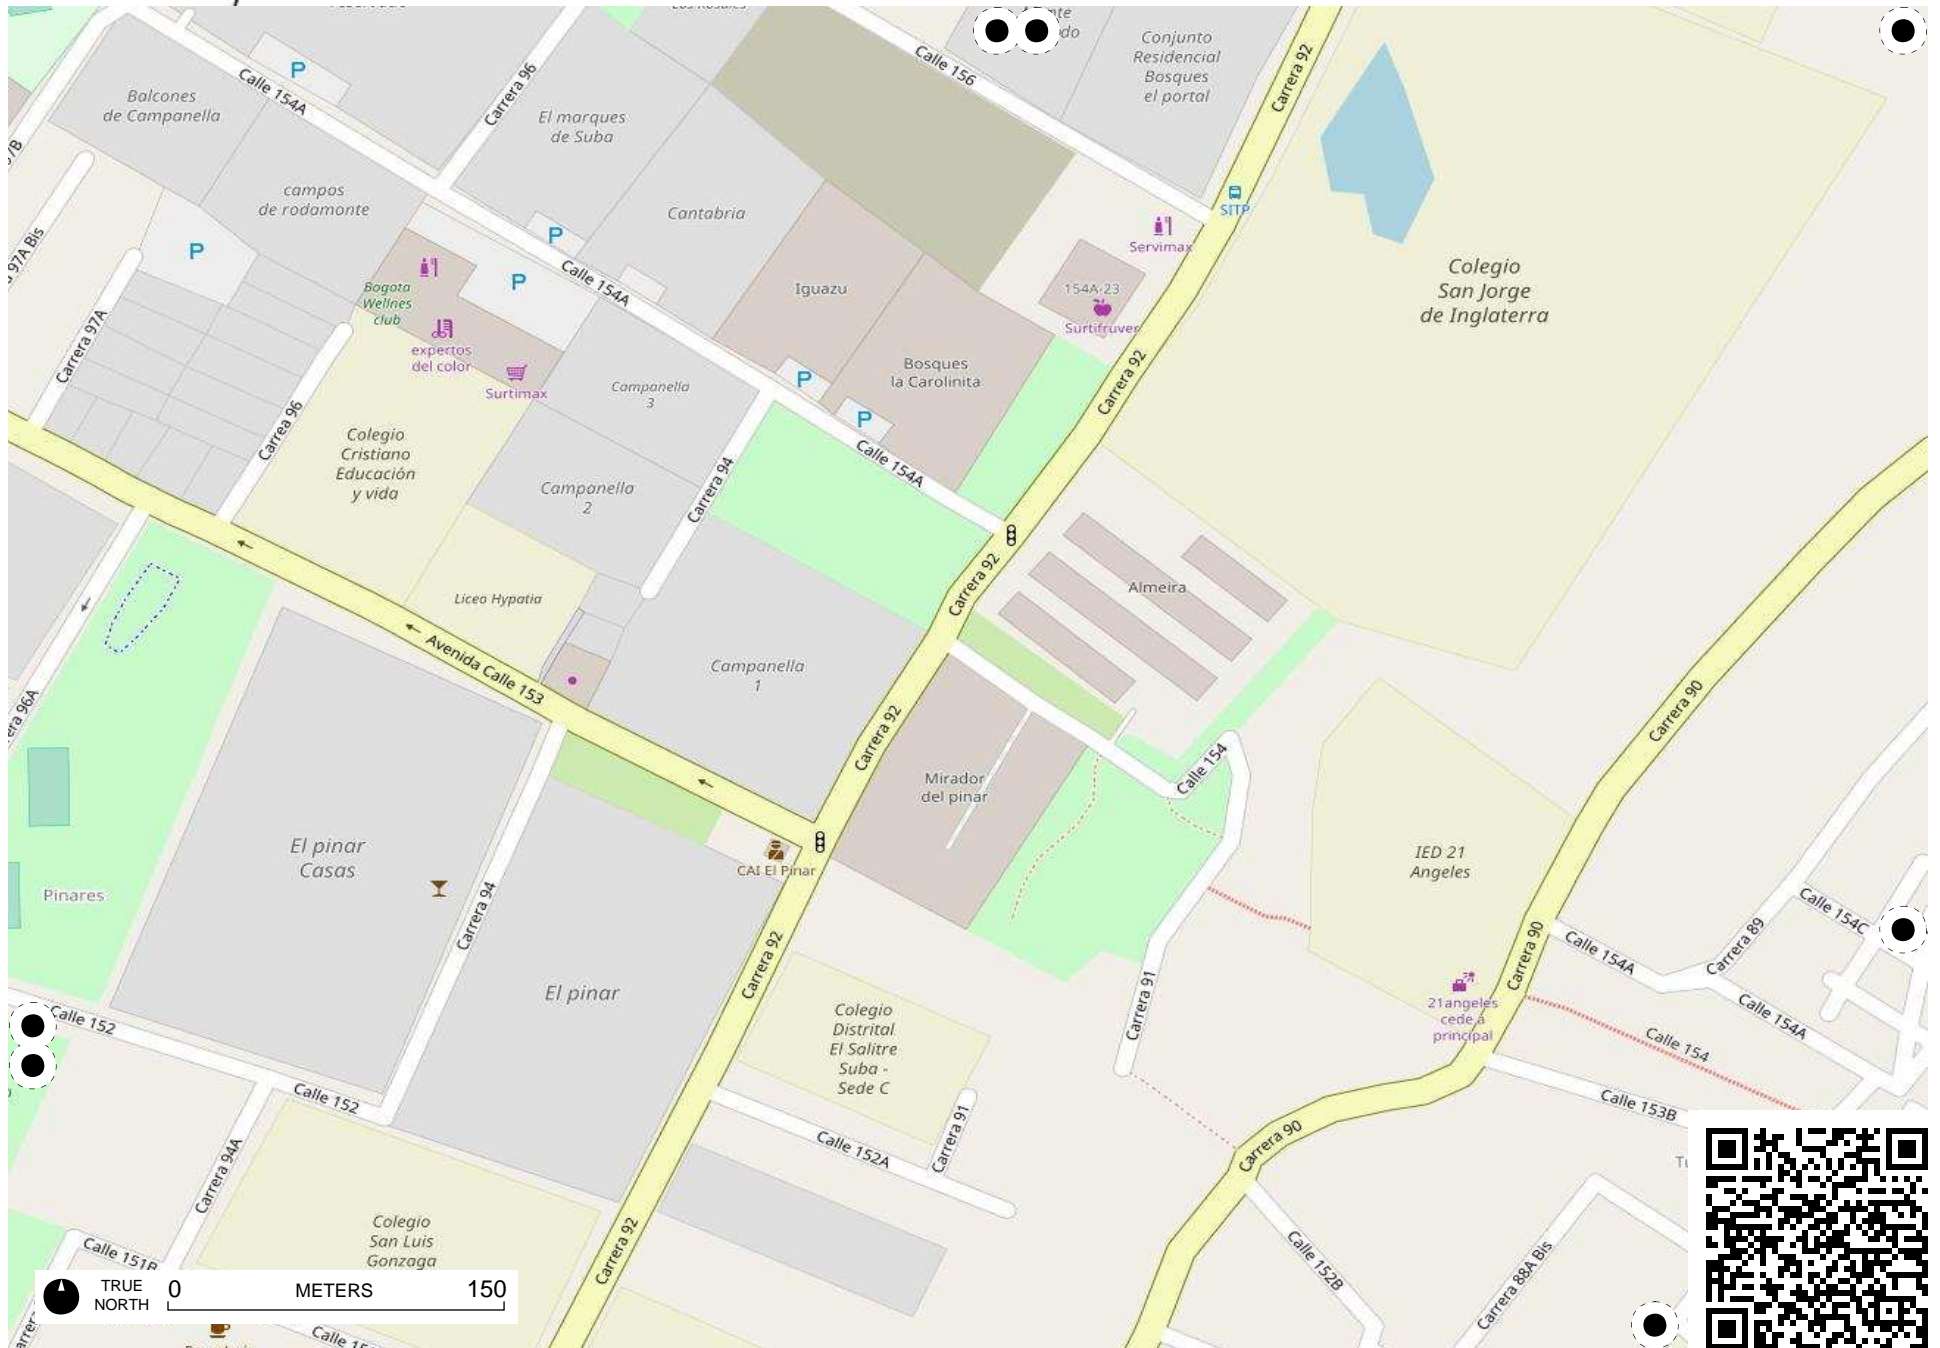 Calle 156
Conjunto
Residencial
Bosques
el portal
Carrera 92
Calle 154A
Carrera 96
Balcones
de Campanella
El marques
de Suba
campos
de rodamonte
Cantabria
SITP
Servimax
Colegio
San Jorge
de Inglaterra
97A Bis
Calle 154A
Iguazu
154A-23
Surtifruver
Bogota
Wellnes
club
Carrera 97A
expertos
del color
Surtimax
Campanella
3
Bosques
la Carolinita
Carrera 92
Carrea 96
Colegio
Cristiano
Educación
y vida
Campanella
2
Carrera 94
Calle 154A
Carrera 92
Almeira
Liceo Hypatia
Avenida Calle 153
Campanella
1
Carrera 92
Calle 154
Carrera 90
Mirador
del pinar
El pinar
Casas
CAI El Pinar
IED 21
Angeles
Pinares
Carrera 94
Carrera 92
Calle 154C
Carrera 89
Calle 154A
Carrera 90
Calle 152
El pinar
Colegio
Distrital
El Salitre
Suba -
Sede C
Carrera 91
21angeles
cede a
principal
Calle 154A
Calle 154
Calle 152
Calle 153B
Carrera 94A
Calle 152A
Carrera 91
Carrera 90
Colegio
San Luis
Gonzaga
Carrera 92
Calle 152B
Carrera 88A Bis
Calle 151B
TRUE
NORTH
0 METERS 150